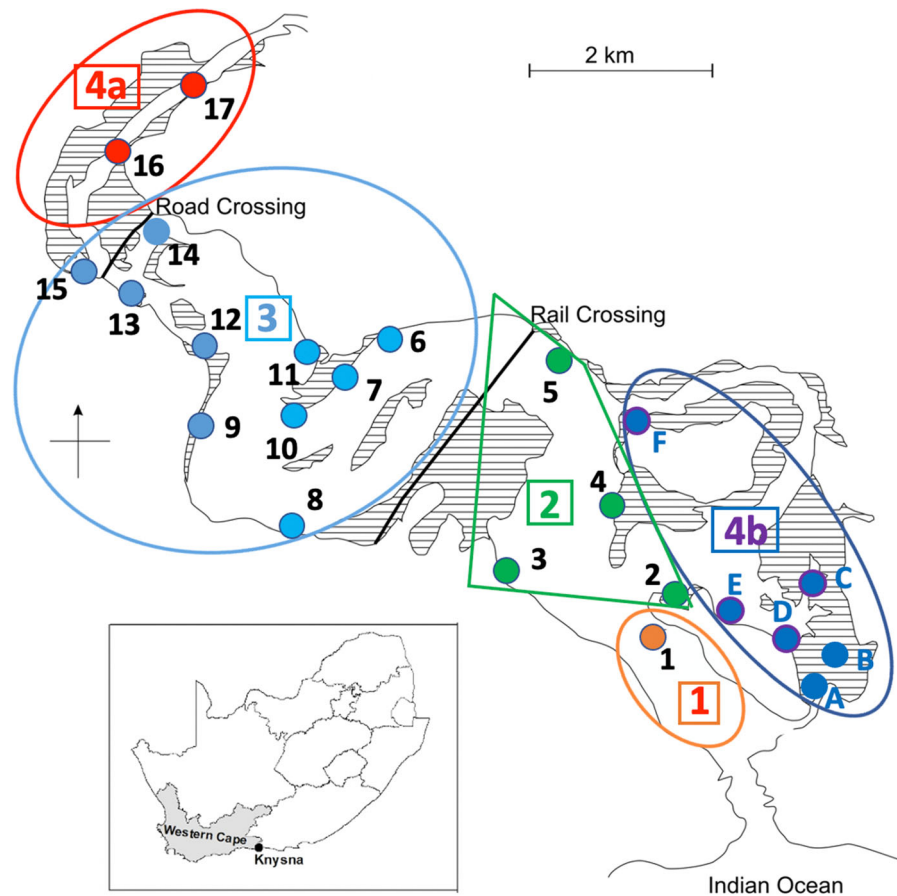 4a
2 km
17
16
Road Crossing
14
15
13
12
3
Rail Crossing
6
11
7
5
10
9
F
4
8
2
4b
3
2
E
C
D
1
B
1
A
Western Cape
Knysna
Indian Ocean